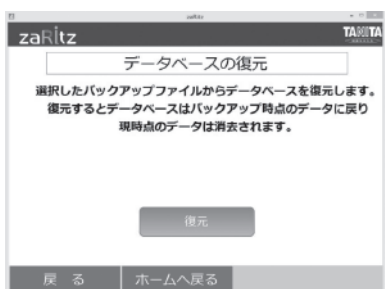 zaRitz
zaRitz
TANITA
データベースの復元
選択したバックアップファイルからデータベースを復元します。
復元するとデータベースはバックアップ時点のデータに戻り
現時点のデータは消去されます。
復元
戻 る
ホームへ戻る